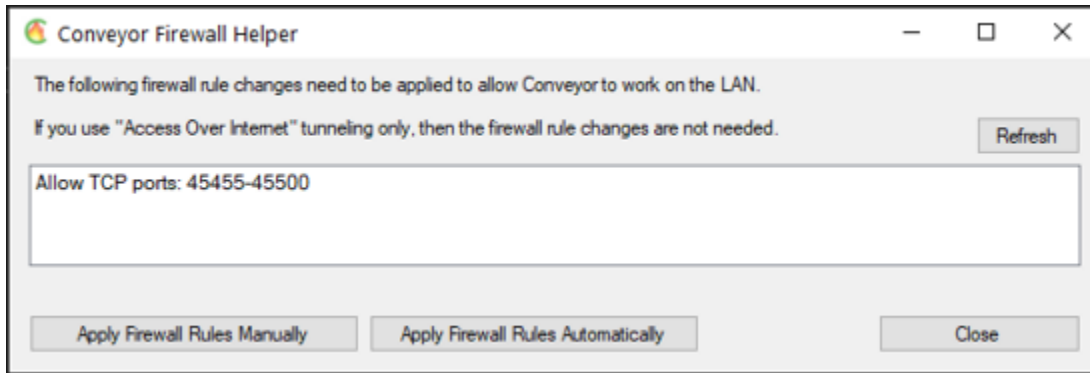 Conveyor Firewall Helper
The following firewall rule changes need to be applied to allow Conveyor to work on the LAN.
If you use "Access Over Internet" tunneling only, then the firewall rule changes are not needed.
Refresh
Allow TCP ports: 45455-45500
Apply Firewall Rules Manually
Apply Firewall Rules Automatically
Close